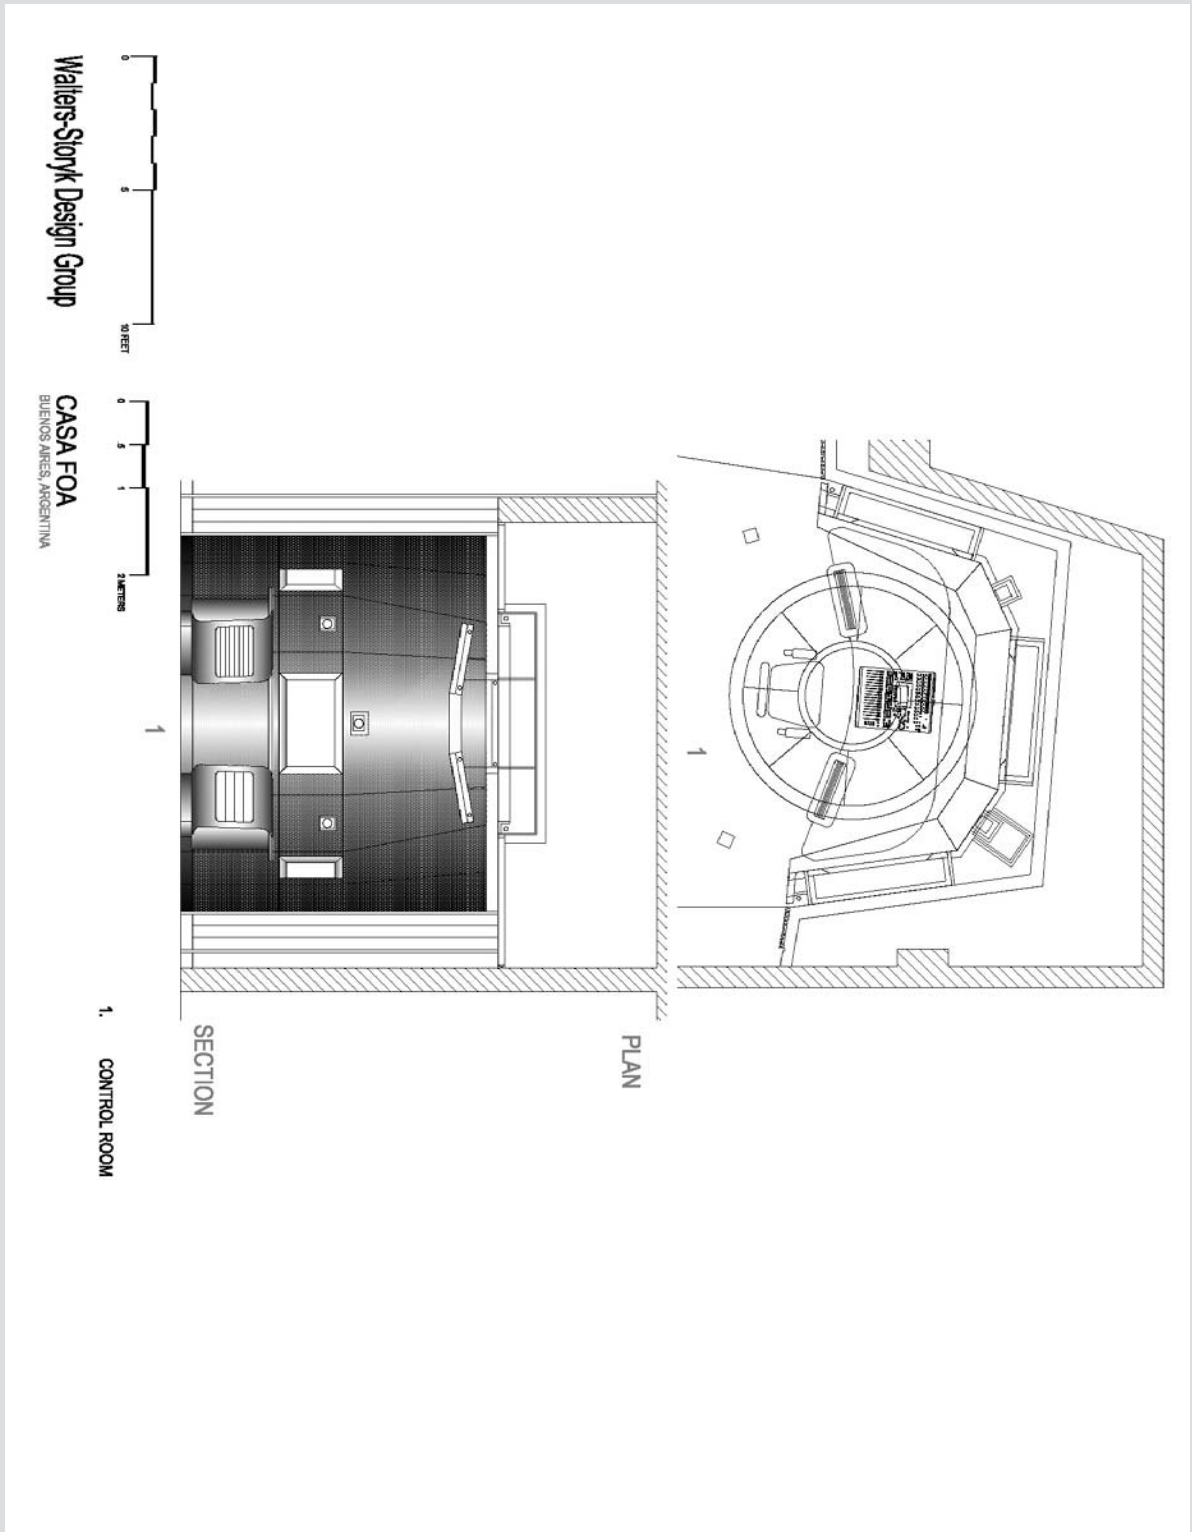 1
PLAN
SECTION
1
0 5 10 FEET
0 .5 1 2 METERS
1. CONTROL ROOM
Walters-Storyk Design Group
CASA FOA
BUENOS AIRES, ARGENTINA